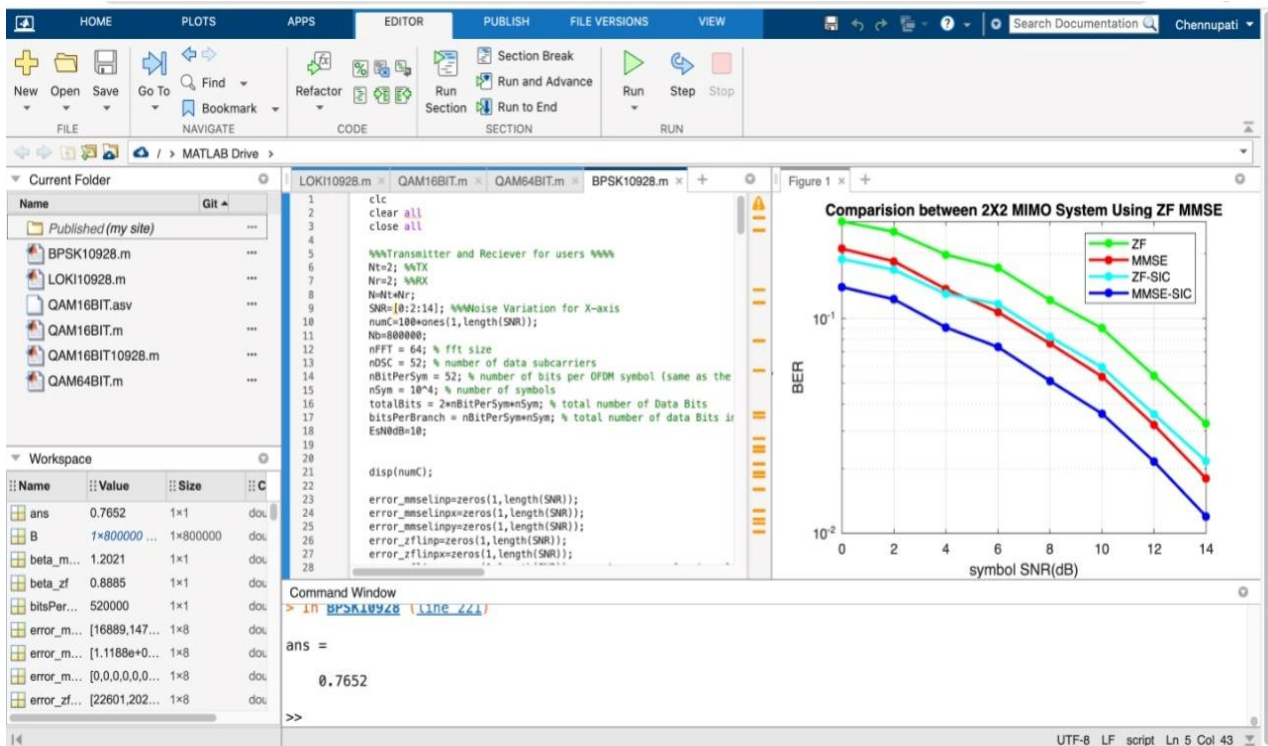 HOME PLOTS APPS EDITOR PUBLISH FILE VERSIONS VIEW
Search Documentation Chennupati
New Open Save
FILE
Go To Find Bookmark
NAVIGATE
Refactor
CODE
Run Section
Section Break
Run and Advance
Run to End
SECTION
Run Step Stop
RUN
/ > MATLAB Drive >
Current Folder
Name Git
Published (my site)
BPSK10928.m
LOKI10928.m
QAM16BIT.asv
QAM16BIT.m
QAM16BIT10928.m
QAM64BIT.m
Workspace
Name Value Size C
ans 0.7652 1×1 dou
B 1×800000 ... 1×800000 dou
beta_m... 1.2021 1×1 dou
beta_zf 0.8885 1×1 dou
bitsPer... 520000 1×1 dou
error_m... [16889,147... 1×8 dou
error_m... [1.1188e+0... 1×8 dou
error_m... [0,0,0,0,0,0... 1×8 dou
error_zf... [22601,202... 1×8 dou
LOKI10928.m × QAM16BIT.m × QAM64BIT.m × BPSK10928.m × +
1 clc
2 clear all
3 close all
4
5 %%%Transmitter and Reciever for users %%%%
6 Nt=2; %%TX
7 Nr=2; %%RX
8 N=Nt*Nr;
9 SNR=[0:2:14]; %%%Noise Variation for X-axis
10 numC=100*ones(1,length(SNR));
11 Nb=800000;
12 nFFT = 64; % fft size
13 nDSC = 52; % number of data subcarriers
14 nBitPerSym = 52; % number of bits per OFDM symbol (same as the
15 nSym = 10^4; % number of symbols
16 totalBits = 2*nBitPerSym*nSym; % total number of Data Bits
17 bitsPerBranch = nBitPerSym*nSym; % total number of data Bits in
18 EsN0dB=10;
19
20
21 disp(numC);
22
23 error_mmselinp=zeros(1,length(SNR));
24 error_mmselinpx=zeros(1,length(SNR));
25 error_mmsinpy=zeros(1,length(SNR));
26 error_zflinp=zeros(1,length(SNR));
27 error_zflinpx=zeros(1,length(SNR));
28
Figure 1 × +
Comparision between 2X2 MIMO System Using ZF MMSE
ZF
MMSE
ZF-SIC
MMSE-SIC
BER
10-1
10-2
0 2 4 6 8 10 12 14
symbol SNR(dB)
Command Window
> In BPSK10928 (line 221)
ans =
0.7652
>>
UTF-8 LF script Ln 5 Col 43